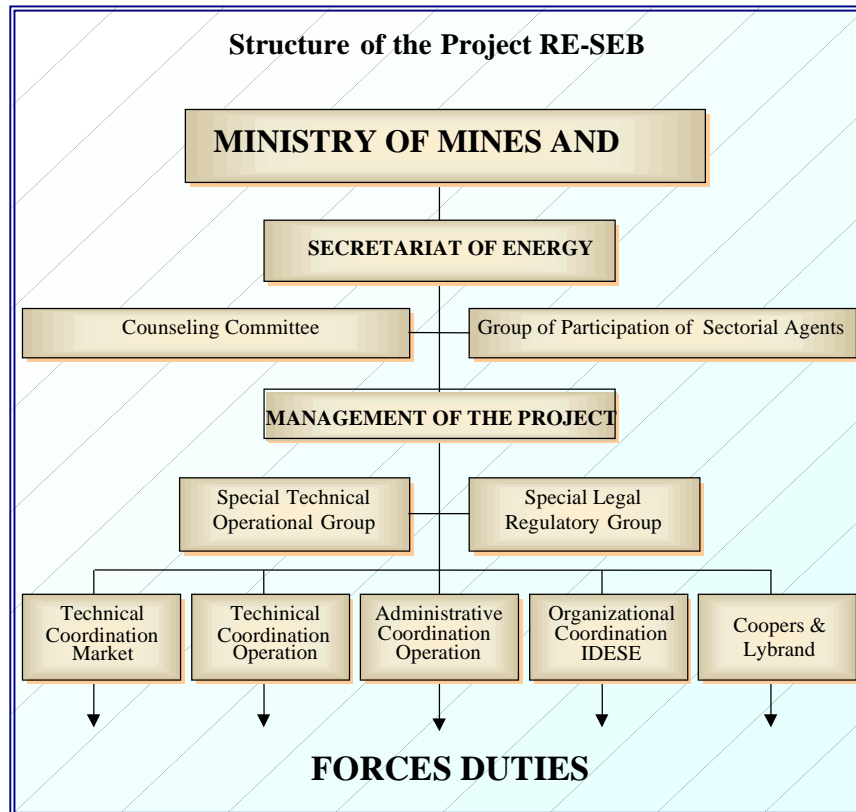 Structure of the Project RE-SEB
MINISTRY OF MINES AND
SECRETARIAT OF ENERGY
Counseling Committee
Group of Participation of Sectorial Agents
MANAGEMENT OF THE PROJECT
Special Technical
Operational Group
Special Legal
Regulatory Group
Technical
Coordination
Market
Techinical
Coordination
Operation
Administrative
Coordination
Operation
Organizational
Coordination
IDESE
Coopers &
Lybrand
FORCES DUTIES